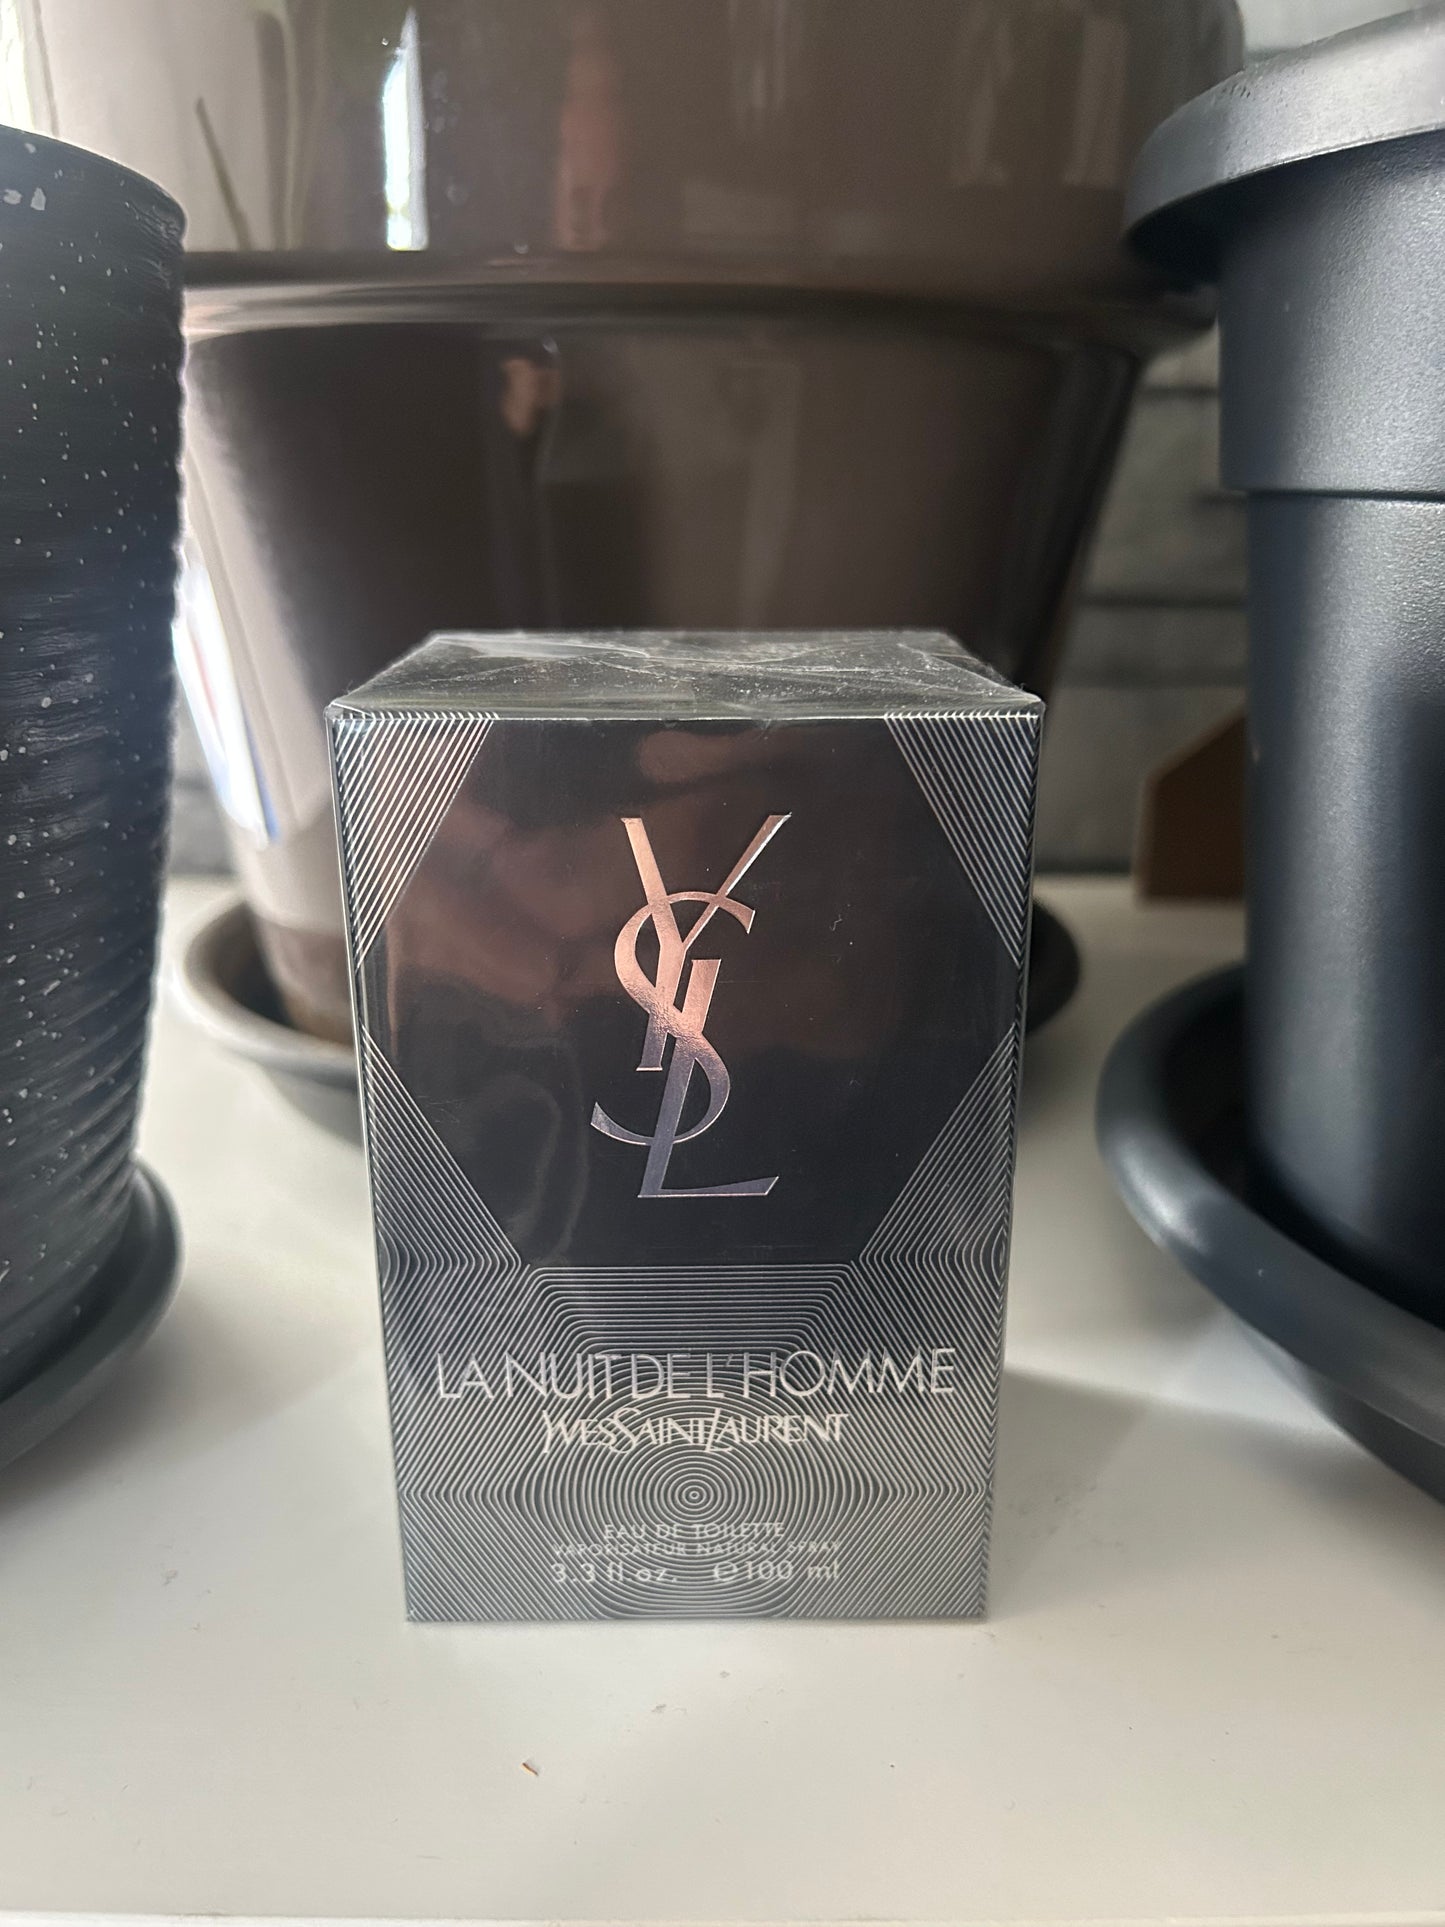 YSL
LA NUIT DE L'HOMME
YVESSAINTLAURENT
EAU DE TOILETTE
VAPORISATEUR NATURAL SPRAY
3.3 fl oz. ℮ 100 ml